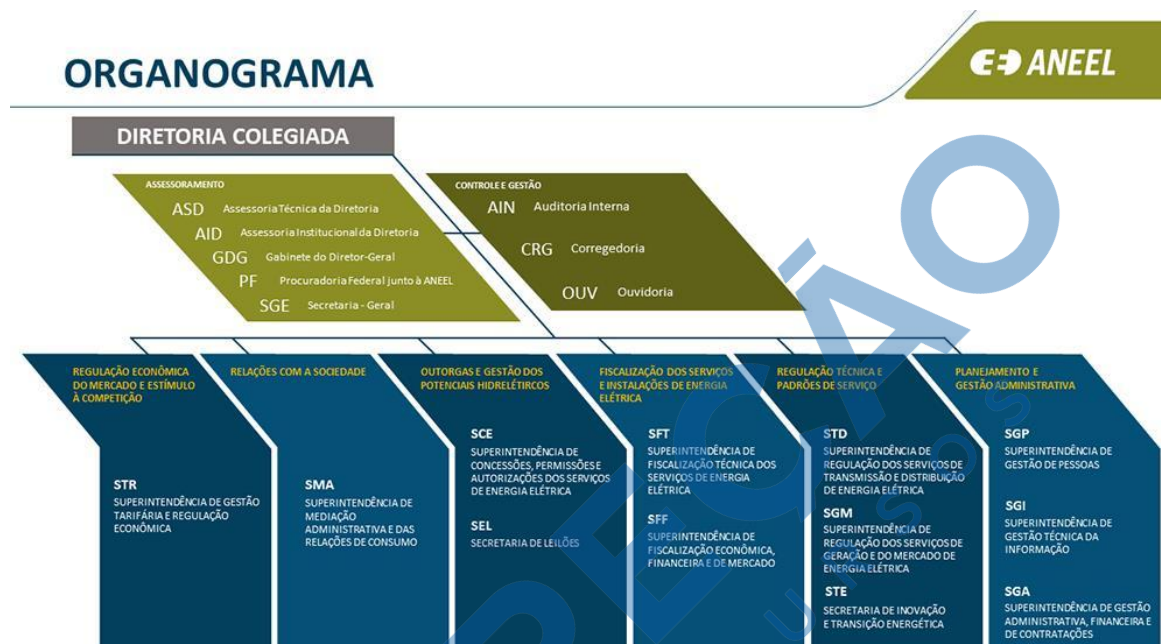 ORGANOGRAMA
ANEEL
DIRETORIA COLEGIADA
ASSESSORAMENTO
ASD Assessoria Técnica da Diretoria
AID Assessoria Institucional da Diretoria
GDG Gabinete do Diretor-Geral
PF Procuradoria Federal junto à ANEEL
SGE Secretaria - Geral
CONTROLE E GESTÃO
AIN Auditoria Interna
CRG Corregedoria
OUV Ouvidoria
REGULAÇÃO ECONÔMICA
DO MERCADO E ESTÍMULO
À COMPETIÇÃO
STR
SUPERINTENDÊNCIA DE GESTÃO
TARIFÁRIA E REGULAÇÃO
ECONÔMICA
RELAÇÕES COM A SOCIEDADE
SMA
SUPERINTENDÊNCIA DE
MEDIAÇÃO
ADMINISTRATIVA E DAS
RELAÇÕES DE CONSUMO
OUTORGAS E GESTÃO DOS
POTENCIAIS HIDRELÉTIRCOS
SCE
SUPERINTENDÊNCIA DE
CONCESSÕES, PERMISSÕES E
AUTORIZAÇÕES DOS SERVIÇOS
DE ENERGIA ELÉTRICA
SEL
SECRETARIA DE LEILÕES
FISCALIZAÇÃO DOS SERVIÇOS
E INSTALAÇÕES DE ENERGIA
ELÉTRICA
SFT
SUPERINTENDÊNCIA DE
FISCALIZAÇÃO TÉCNICA DOS
SERVIÇOS DE ENERGIA
ELÉTRICA
SFF
SUPERINTENDÊNCIA DE
FISCALIZAÇÃO ECONÔMICA,
FINANCEIRA E DE MERCADO
REGULAÇÃO TÉCNICA E
PADRÕES DE SERVIÇO
STD
SUPERINTENDÊNCIA DE
REGULAÇÃO DOS SERVIÇOS DE
TRANSMISSÃO E DISTRIBUIÇÃO
DE ENERGIA ELÉTRICA
SGM
SUPERINTENDÊNCIA DE
REGULAÇÃO DOS SERVIÇOS DE
GERAÇÃO E DO MERCADO DE
ENERGIA ELÉTRICA
STE
SECRETARIA DE INOVAÇÃO
E TRANSIÇÃO ENERGÉTICA
PLANEJAMENTO E
GESTÃO ADMINISTRATIVA
SGP
SUPERINTENDÊNCIA DE
GESTÃO DE PESSOAS
SGI
SUPERINTENDÊNCIA DE
GESTÃO TÉCNICA DA
INFORMAÇÃO
SGA
SUPERINTENDÊNCIA DE GESTÃO
ADMINISTRATIVA, FINANCEIRA E
DE CONTRATAÇÕES